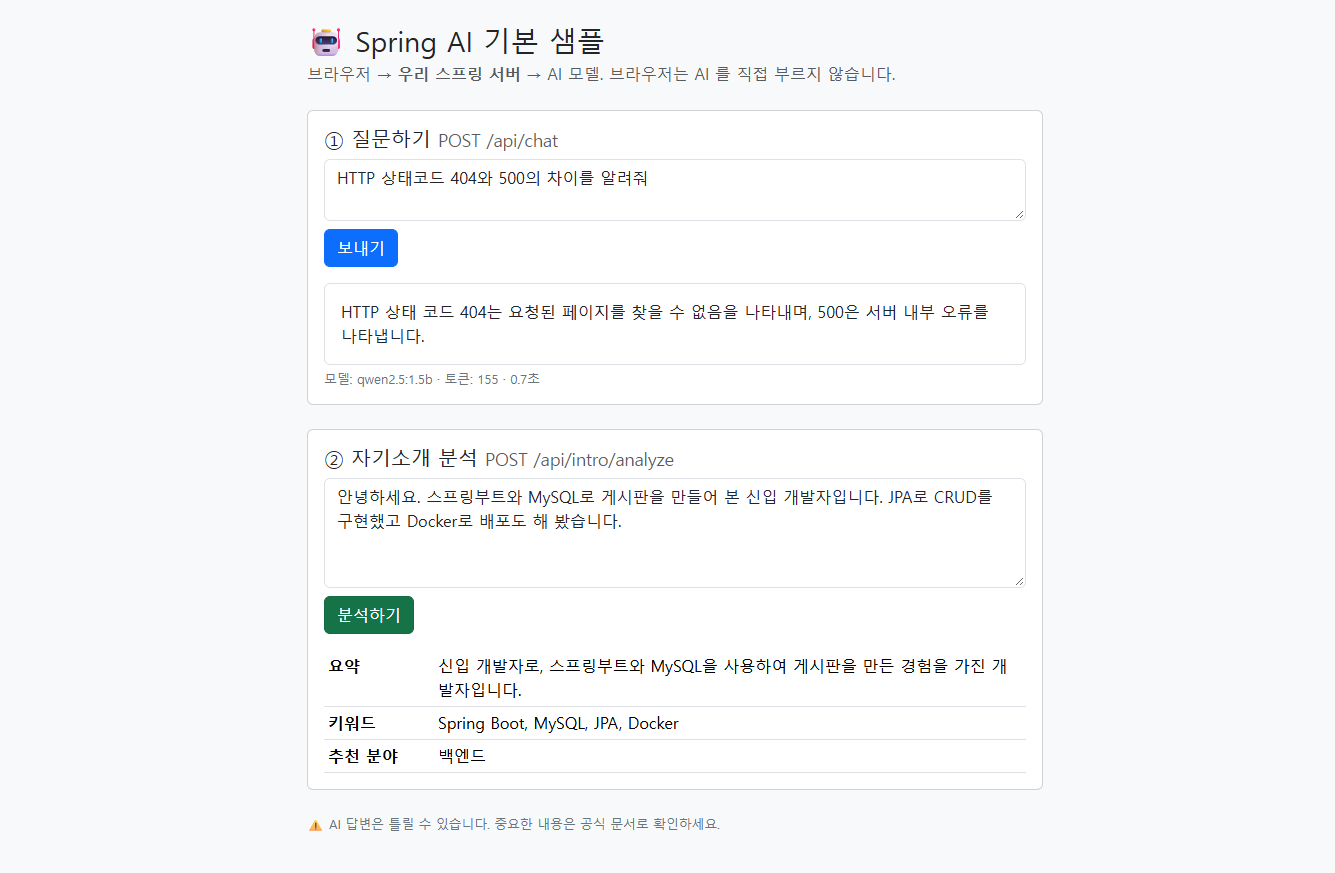 Spring AI 기본 샘플
브라우저 → 우리 스프링 서버 → AI 모델. 브라우저는 AI 를 직접 부르지 않습니다.
① 질문하기 POST /api/chat
HTTP 상태코드 404와 500의 차이를 알려줘
보내기
HTTP 상태 코드 404는 요청된 페이지를 찾을 수 없음을 나타내며, 500은 서버 내부 오류를
나타냅니다.
모델: qwen2.5:1.5b · 토큰: 155 · 0.7초
② 자기소개 분석 POST /api/intro/analyze
안녕하세요. 스프링부트와 MySQL로 게시판을 만들어 본 신입 개발자입니다. JPA로 CRUD를
구현했고 Docker로 배포도 해 봤습니다.
분석하기
요약 신입 개발자로, 스프링부트와 MySQL을 사용하여 게시판을 만든 경험을 가진 개
발자입니다.
키워드 Spring Boot, MySQL, JPA, Docker
추천 분야 백엔드
AI 답변은 틀릴 수 있습니다. 중요한 내용은 공식 문서로 확인하세요.